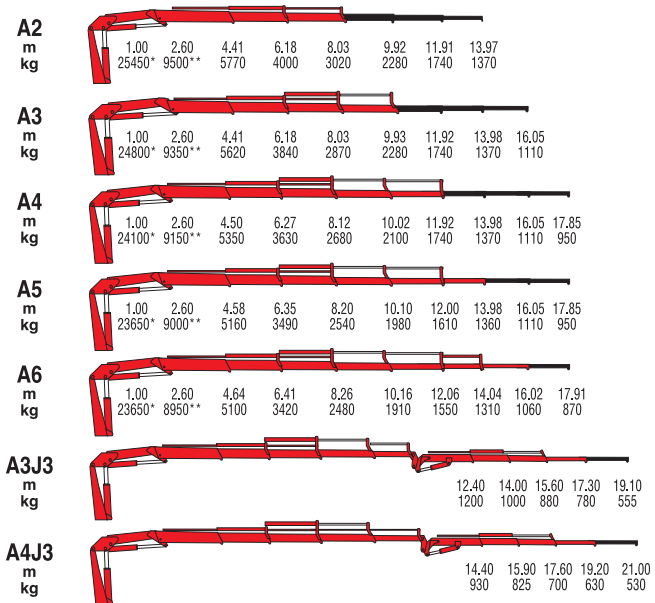 A2
m 1.00 2.60 4.41 6.18 8.03 9.92 11.91 13.97
kg 25450* 9500** 5770 4000 3020 2280 1740 1370
A3
m 1.00 2.60 4.41 6.18 8.03 9.93 11.92 13.98 16.05
kg 24800* 9350** 5620 3840 2870 2280 1740 1370 1110
A4
m 1.00 2.60 4.50 6.27 8.12 10.02 11.92 13.98 16.05 17.85
kg 24100* 9150** 5350 3630 2680 2100 1740 1370 1110 950
A5
m 1.00 2.60 4.58 6.35 8.20 10.10 12.00 13.98 16.05 17.85
kg 23650* 9000** 5160 3490 2540 1980 1610 1360 1110 950
A6
m 1.00 2.60 4.64 6.41 8.26 10.16 12.06 14.04 16.02 17.91
kg 23650* 8950** 5100 3420 2480 1910 1550 1310 1060 870
A3J3
m 12.40 14.00 15.60 17.30 19.10
kg 1200 1000 880 780 555
A4J3
m 14.40 15.90 17.60 19.20 21.00
kg 930 825 700 630 530